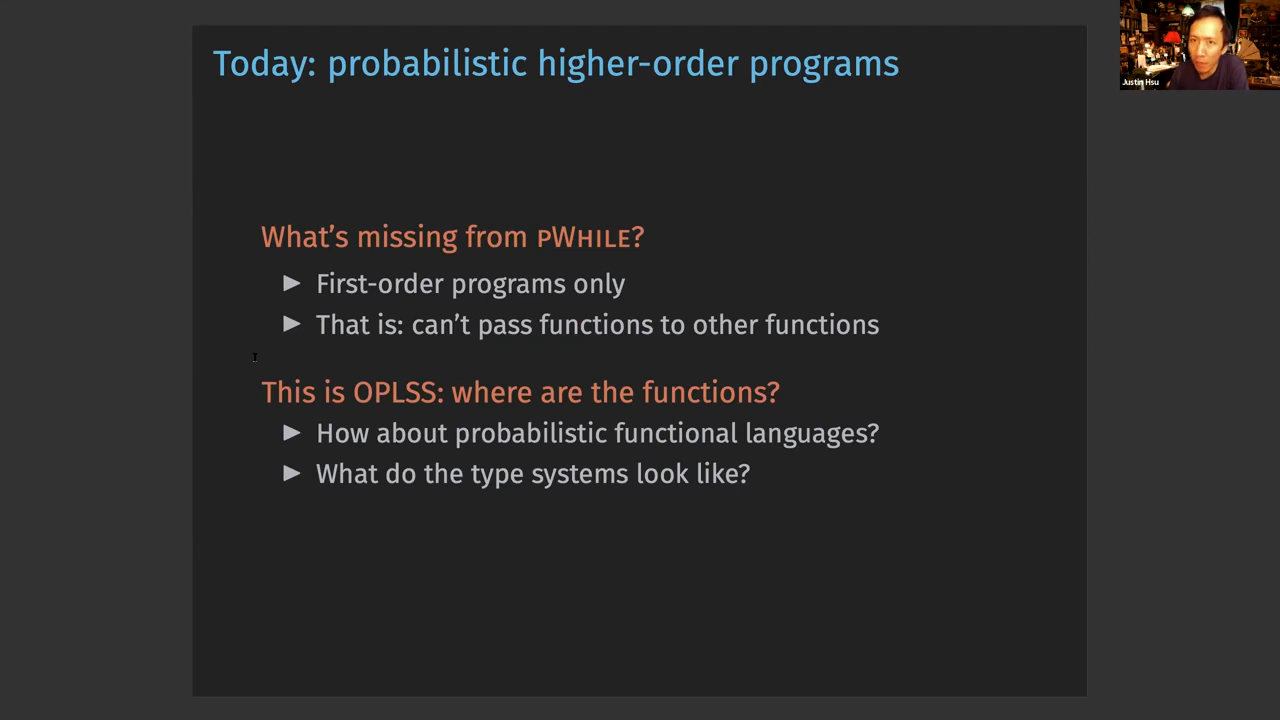 Today: probabilistic higher-order programs
Justin Hsu
What's missing from PWHILE?
▶ First-order programs only
▶ That is: can't pass functions to other functions
This is OPLSS: where are the functions?
▶ How about probabilistic functional languages?
▶ What do the type systems look like?